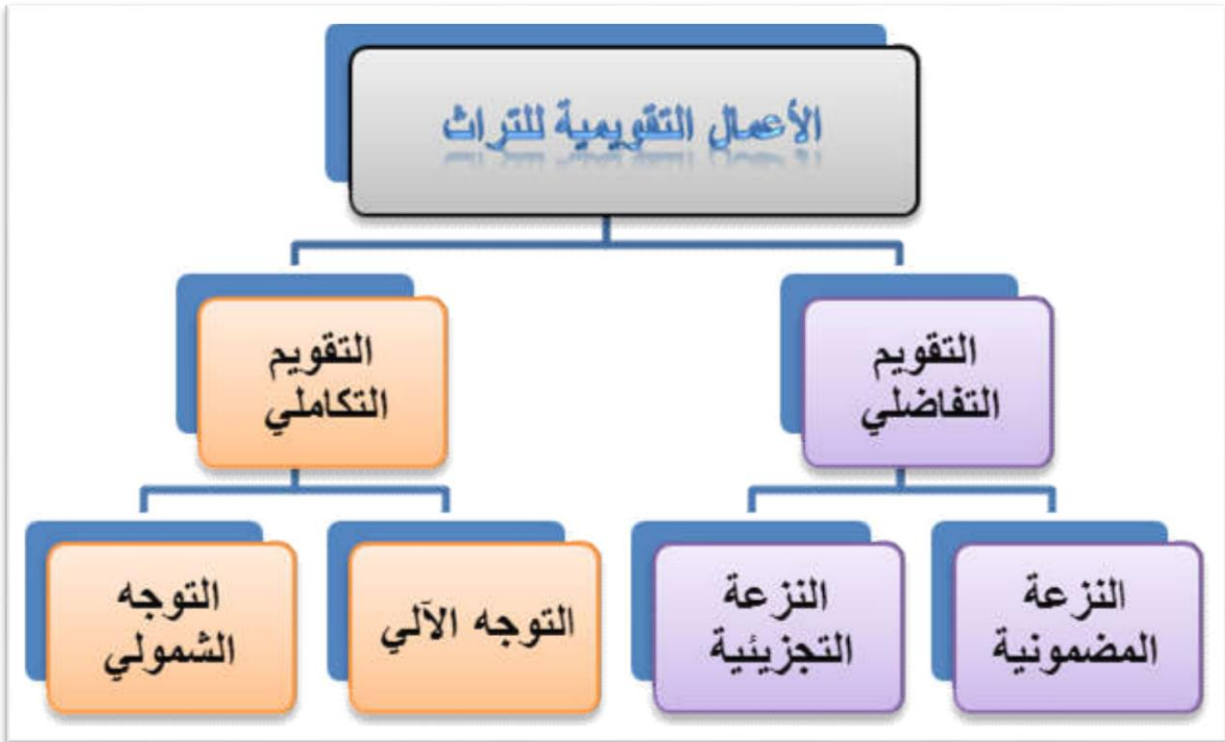 الأعمال التقويمية للتراث
التقويم
التفاضلي
التقويم
التكاملي
النزعة
المضمونية
النزعة
التجزيئية
التوجه الآلي
التوجه
الشمولي